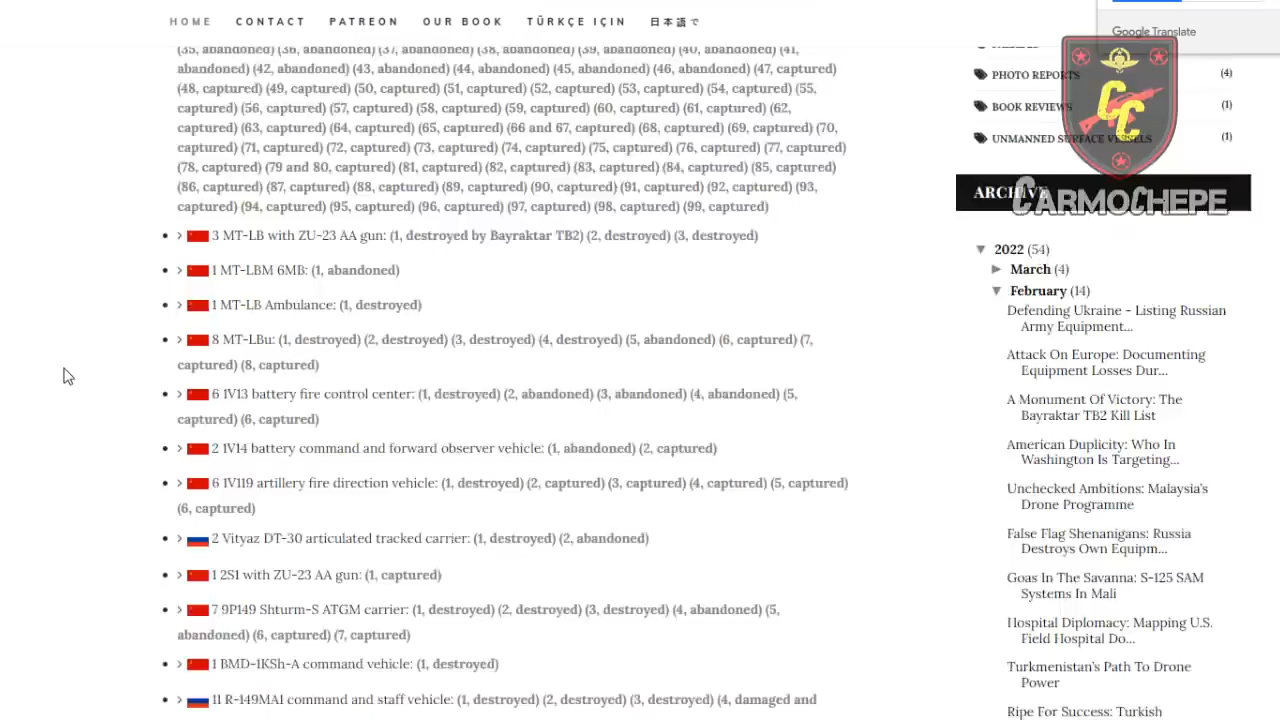 HOME CONTACT PATREON OUR BOOK TÜRKÇE IÇIN 日本語で
Google Translate
(35, abandoned) (36, abandoned) (37, abandoned) (38, abandoned) (39, abandoned) (40, abandoned) (41,
abandoned) (42, abandoned) (43, abandoned) (44, abandoned) (45, abandoned) (46, abandoned) (47, captured)
(48, captured) (49, captured) (50, captured) (51, captured) (52, captured) (53, captured) (54, captured) (55,
captured) (56, captured) (57, captured) (58, captured) (59, captured) (60, captured) (61, captured) (62,
captured) (63, captured) (64, captured) (65, captured) (66 and 67, captured) (68, captured) (69, captured) (70,
captured) (71, captured) (72, captured) (73, captured) (74, captured) (75, captured) (76, captured) (77, captured)
(78, captured) (79 and 80, captured) (81, captured) (82, captured) (83, captured) (84, captured) (85, captured)
(86, captured) (87, captured) (88, captured) (89, captured) (90, captured) (91, captured) (92, captured) (93,
captured) (94, captured) (95, captured) (96, captured) (97, captured) (98, captured) (99, captured)
3 MT-LB with ZU-23 AA gun: (1, destroyed by Bayraktar TB2) (2, destroyed) (3, destroyed)
1 MT-LBM 6MB: (1, abandoned)
1 MT-LB Ambulance: (1, destroyed)
8 MT-LBu: (1, destroyed) (2, destroyed) (3, destroyed) (4, destroyed) (5, abandoned) (6, captured) (7,
captured) (8, captured)
6 1V13 battery fire control center: (1, destroyed) (2, abandoned) (3, abandoned) (4, abandoned) (5,
captured) (6, captured)
2 1V14 battery command and forward observer vehicle: (1, abandoned) (2, captured)
6 1V119 artillery fire direction vehicle: (1, destroyed) (2, captured) (3, captured) (4, captured) (5, captured)
(6, captured)
2 Vityaz DT-30 articulated tracked carrier: (1, destroyed) (2, abandoned)
1 2S1 with ZU-23 AA gun: (1, captured)
7 9P149 Shturm-S ATGM carrier: (1, destroyed) (2, destroyed) (3, destroyed) (4, abandoned) (5,
abandoned) (6, captured) (7, captured)
1 BMD-1KSh-A command vehicle: (1, destroyed)
11 R-149MA1 command and staff vehicle: (1, destroyed) (2, destroyed) (3, destroyed) (4, damaged and
PHOTO REPORTS (4)
BOOK REVIEWS (1)
UNMANNED SURFACE VESSELS (1)
CC
ARCHIVE
CARMOCHEPE
2022 (54)
March (4)
February (14)
Defending Ukraine - Listing Russian
Army Equipment...
Attack On Europe: Documenting
Equipment Losses Dur...
A Monument Of Victory: The
Bayraktar TB2 Kill List
American Duplicity: Who In
Washington Is Targeting...
Unchecked Ambitions: Malaysia's
Drone Programme
False Flag Shenanigans: Russia
Destroys Own Equipm...
Goas In The Savanna: S-125 SAM
Systems In Mali
Hospital Diplomacy: Mapping U.S.
Field Hospital Do...
Turkmenistan's Path To Drone
Power
Ripe For Success: Turkish